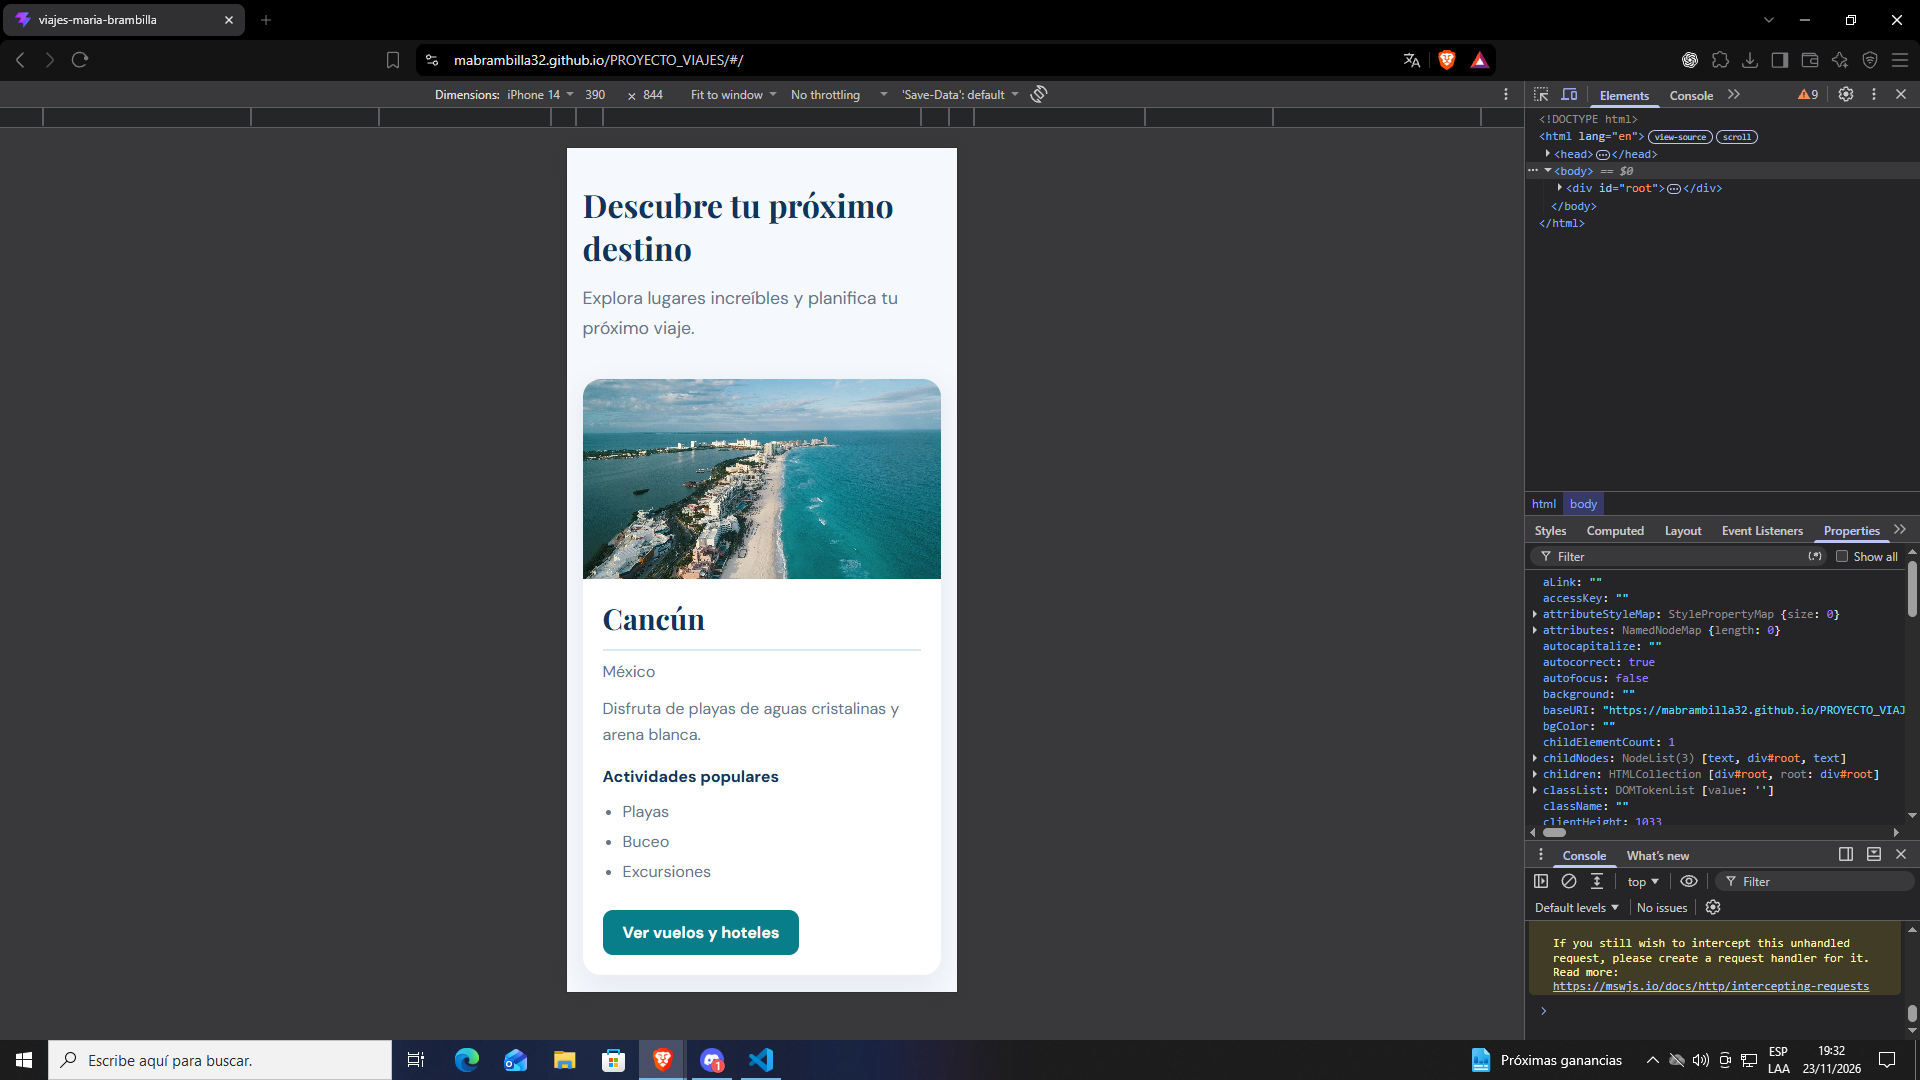 viajes-maria-brambilla
mabrambilla32.github.io/PROYECTO_VIAJES/#/
Dimensions: iPhone 14 390 × 844 Fit to window No throttling 'Save-Data': default
Descubre tu próximo
destino
Explora lugares increíbles y planifica tu
próximo viaje.
Cancún
México
Disfruta de playas de aguas cristalinas y
arena blanca.
Actividades populares
• Playas
• Buceo
• Excursiones
Ver vuelos y hoteles
Elements Console 9
<!DOCTYPE html>
<html lang="en"> view-source scroll
<head> </head>
<body> == $0
<div id="root"> </div>
</body>
</html>
html body
Styles Computed Layout Event Listeners Properties
Filter Show all
aLink: ""
accessKey: ""
attributeStyleMap: StylePropertyMap {size: 0}
attributes: NamedNodeMap {length: 0}
autocapitalize: ""
autocorrect: true
autofocus: false
background: ""
baseURI: "https://mabrambilla32.github.io/PROYECTO_VIAJ
bgColor: ""
childElementCount: 1
childNodes: NodeList(3) [text, div#root, text]
children: HTMLCollection [div#root, root: div#root]
classList: DOMTokenList [value: '']
className: ""
clientHeight: 1033
Console What's new
top Filter
Default levels No issues
If you still wish to intercept this unhandled
request, please create a request handler for it.
Read more:
https://mswjs.io/docs/http/intercepting-requests
Escribe aquí para buscar.
1
Próximas ganancias
ESP
LAA
19:32
23/11/2026